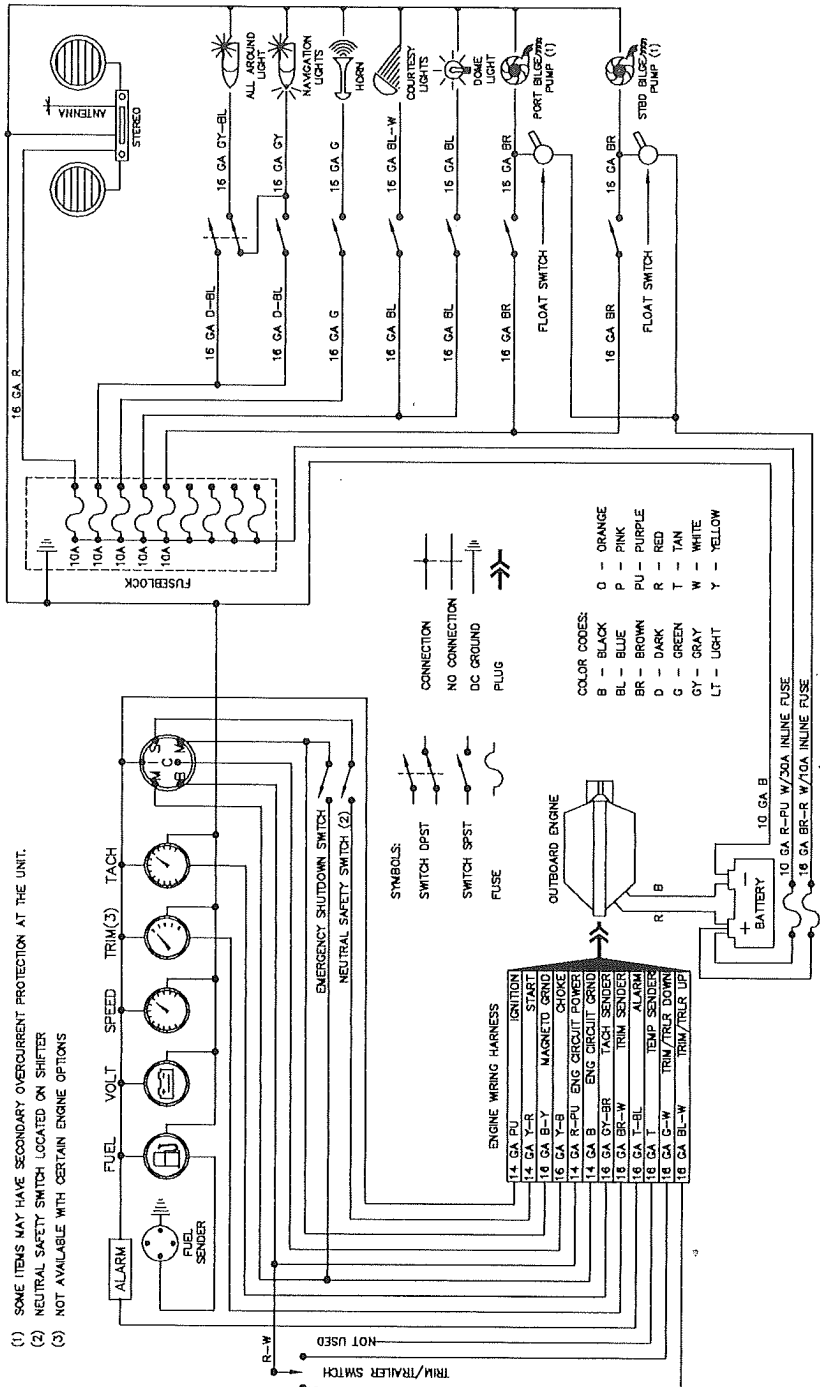 (1) SOME ITEMS MAY HAVE SECONDARY OVERCURRENT PROTECTION AT THE UNIT.
(2) NEUTRAL SAFETY SWITCH LOCATED ON SHIFTER
(3) NOT AVAILABLE WITH CERTAIN ENGINE OPTIONS
ALARM
FUEL
VOLT
SPEED
TRIM(3)
TACH
FUEL
SENDER
M
I
S
C
B
M
EMERGENCY SHUTDOWN SWITCH
NEUTRAL SAFETY SWITCH (2)
R-W
TRIM/TRAILER SWITCH
NOT USED
ENGINE WIRING HARNESS
14 GA PU IGNITION
14 GA Y-R START
16 GA B-Y MAGNETO GRND
16 GA Y-B CHOKE
14 GA R-PU ENG CIRCUIT POWER
14 GA B ENG CIRCUIT GRND
16 GA GY-BR TACH SENDER
16 GA BR-W TRIM SENDER
16 GA T-BL ALARM
16 GA T TEMP SENDER
16 GA G-W TRIM/TRLR DOWN
16 GA BL-W TRIM/TRLR UP
OUTBOARD ENGINE
R
B
+
-
BATTERY
10 GA B
10 GA R-PU W/30A INLINE FUSE
16 GA BR-R W/10A INLINE FUSE
SYMBOLS:
SWITCH DPST
SWITCH SPST
FUSE
CONNECTION
NO CONNECTION
DC GROUND
PLUG
COLOR CODES:
B - BLACK O - ORANGE
BL - BLUE P - PINK
BR - BROWN PU - PURPLE
D - DARK R - RED
G - GREEN T - TAN
GY - GRAY W - WHITE
LT - LIGHT Y - YELLOW
FUSEBLOCK
10A
10A
10A
10A
10A
16 GA R
ANTENNA
STEREO
16 GA D-BL
16 GA GY-BL
ALL AROUND
LIGHT
16 GA D-BL
16 GA GY
NAVIGATION
LIGHTS
16 GA G
16 GA G
HORN
16 GA BL
16 GA BL-W
COURTESY
LIGHTS
16 GA BL
16 GA BL
DOME
LIGHT
16 GA BR
16 GA BR
PORT BILGE
PUMP (1)
FLOAT SWITCH
16 GA BR
16 GA BR
STBD BILGE
PUMP (1)
FLOAT SWITCH